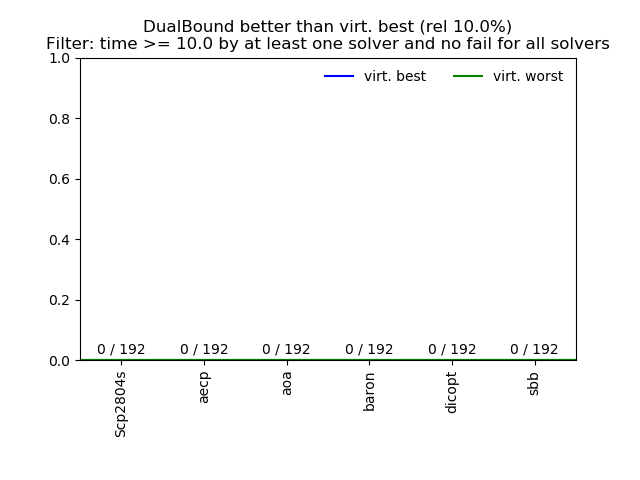 DualBound better than virt. best (rel 10.0%)
Filter: time >= 10.0 by at least one solver and no fail for all solvers
1.0
virt. best
virt. worst
0.8
0.6
0.4
0.2
0 / 192
0 / 192
0 / 192
0 / 192
0 / 192
0 / 192
0.0
Scp2804s
aecp
aoa
baron
dicopt
sbb